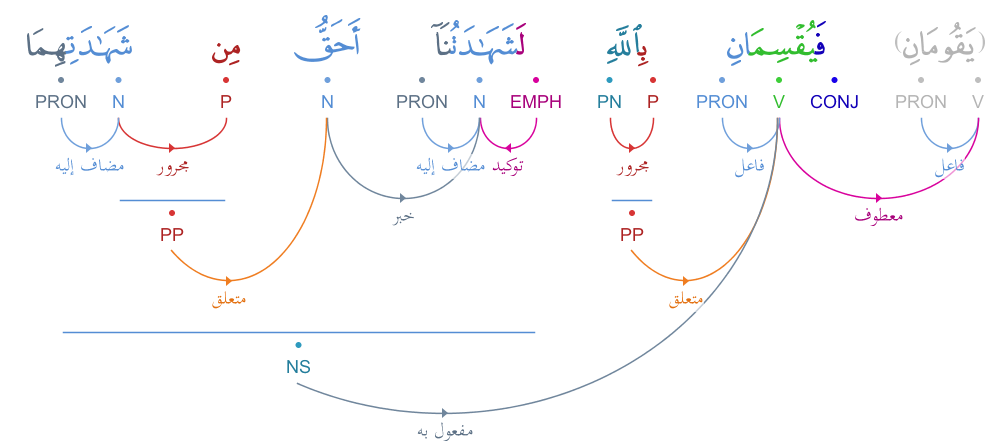 (يَقُومَانِ) فَيُقْسِمَانِ بِٱللَّهِ لَشَهَـٰدَتُنَآ أَحَقُّ مِن شَهَـٰدَتِهِمَا
V PRON CONJ V PRON P PN EMPH N PRON N P N PRON
فاعل فاعل مجرور توكيد مضاف إليه مجرور مضاف إليه
معطوف خبر
PP PP
متعلق متعلق
NS
مفعول به